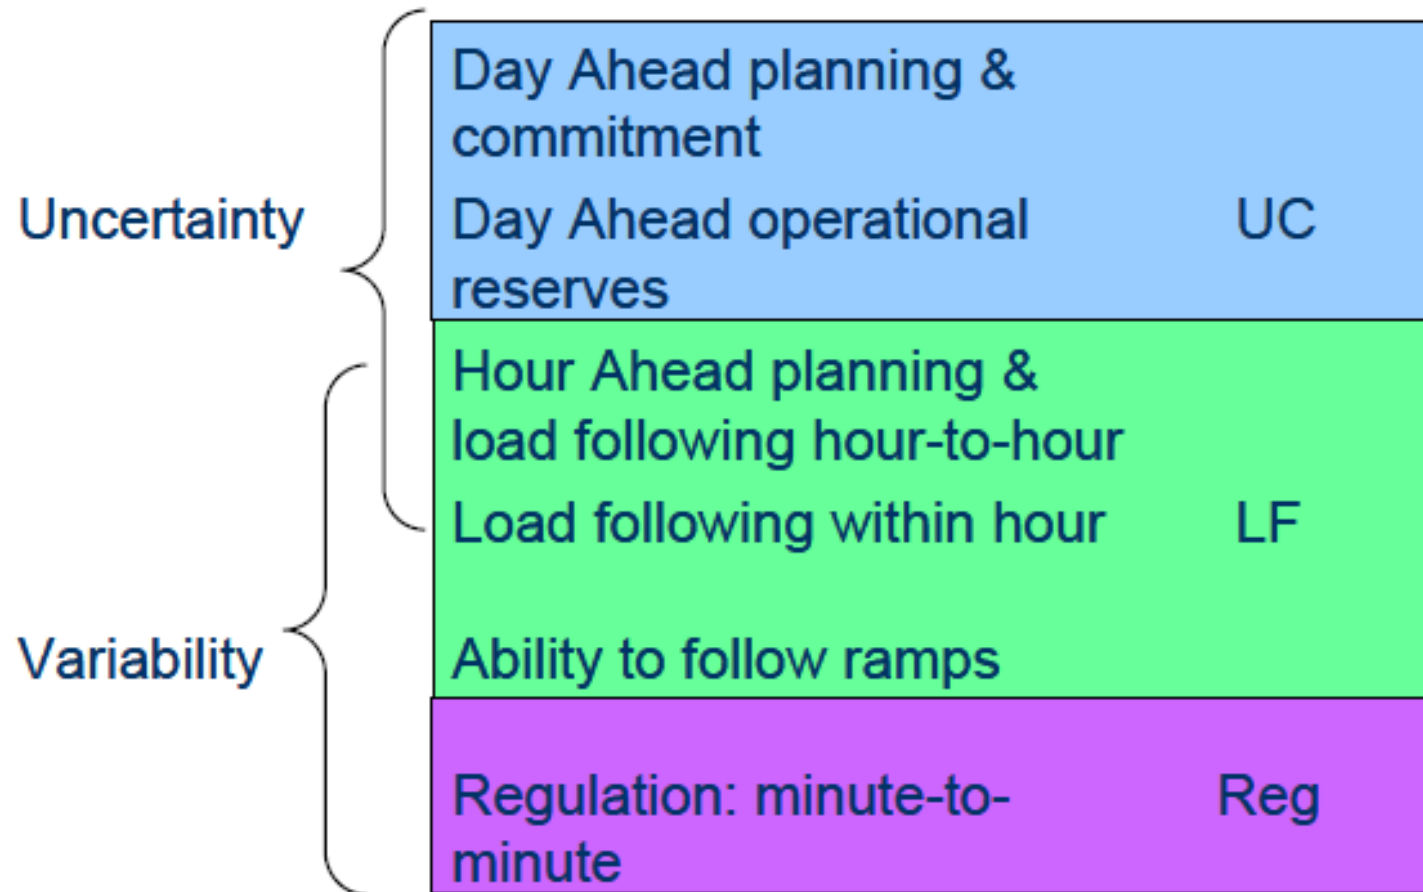 Day Ahead planning &
commitment
Uncertainty
Day Ahead operational
UC
reserves
Hour Ahead planning &
load following hour-to-hour
Load following within hour
LF
Variability
Ability to follow ramps
Regulation: minute-to-
Reg
minute